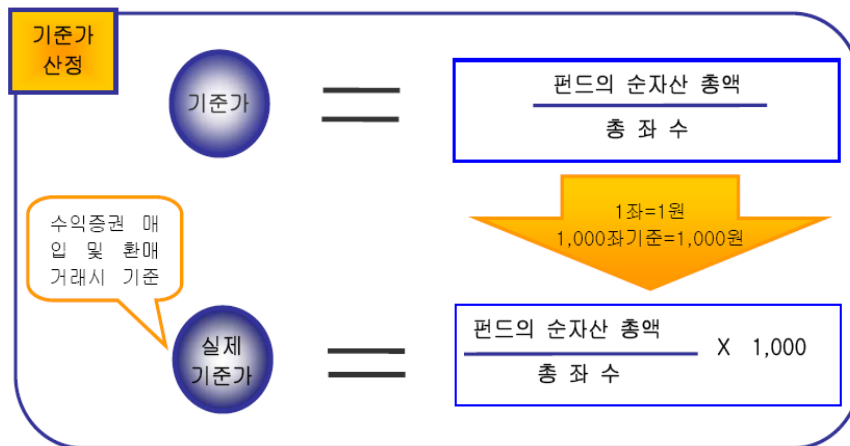 기준가
산정
기준가
펀드의 순자산 총액
총 좌 수
1좌=1원
1,000좌기준=1,000원
수익증권 매
입 및 환매
거래시 기준
실제
기준가
펀드의 순자산 총액
총 좌 수
X 1,000